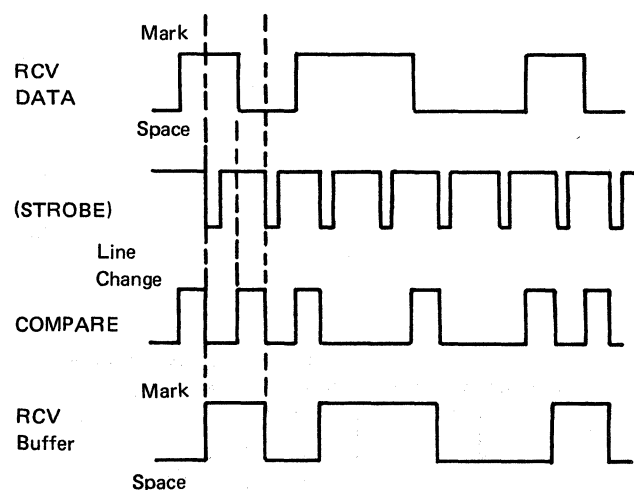 Mark
RCV
DATA
Space
(STROBE)
Line
Change
COMPARE
Mark
RCV
Buffer
Space